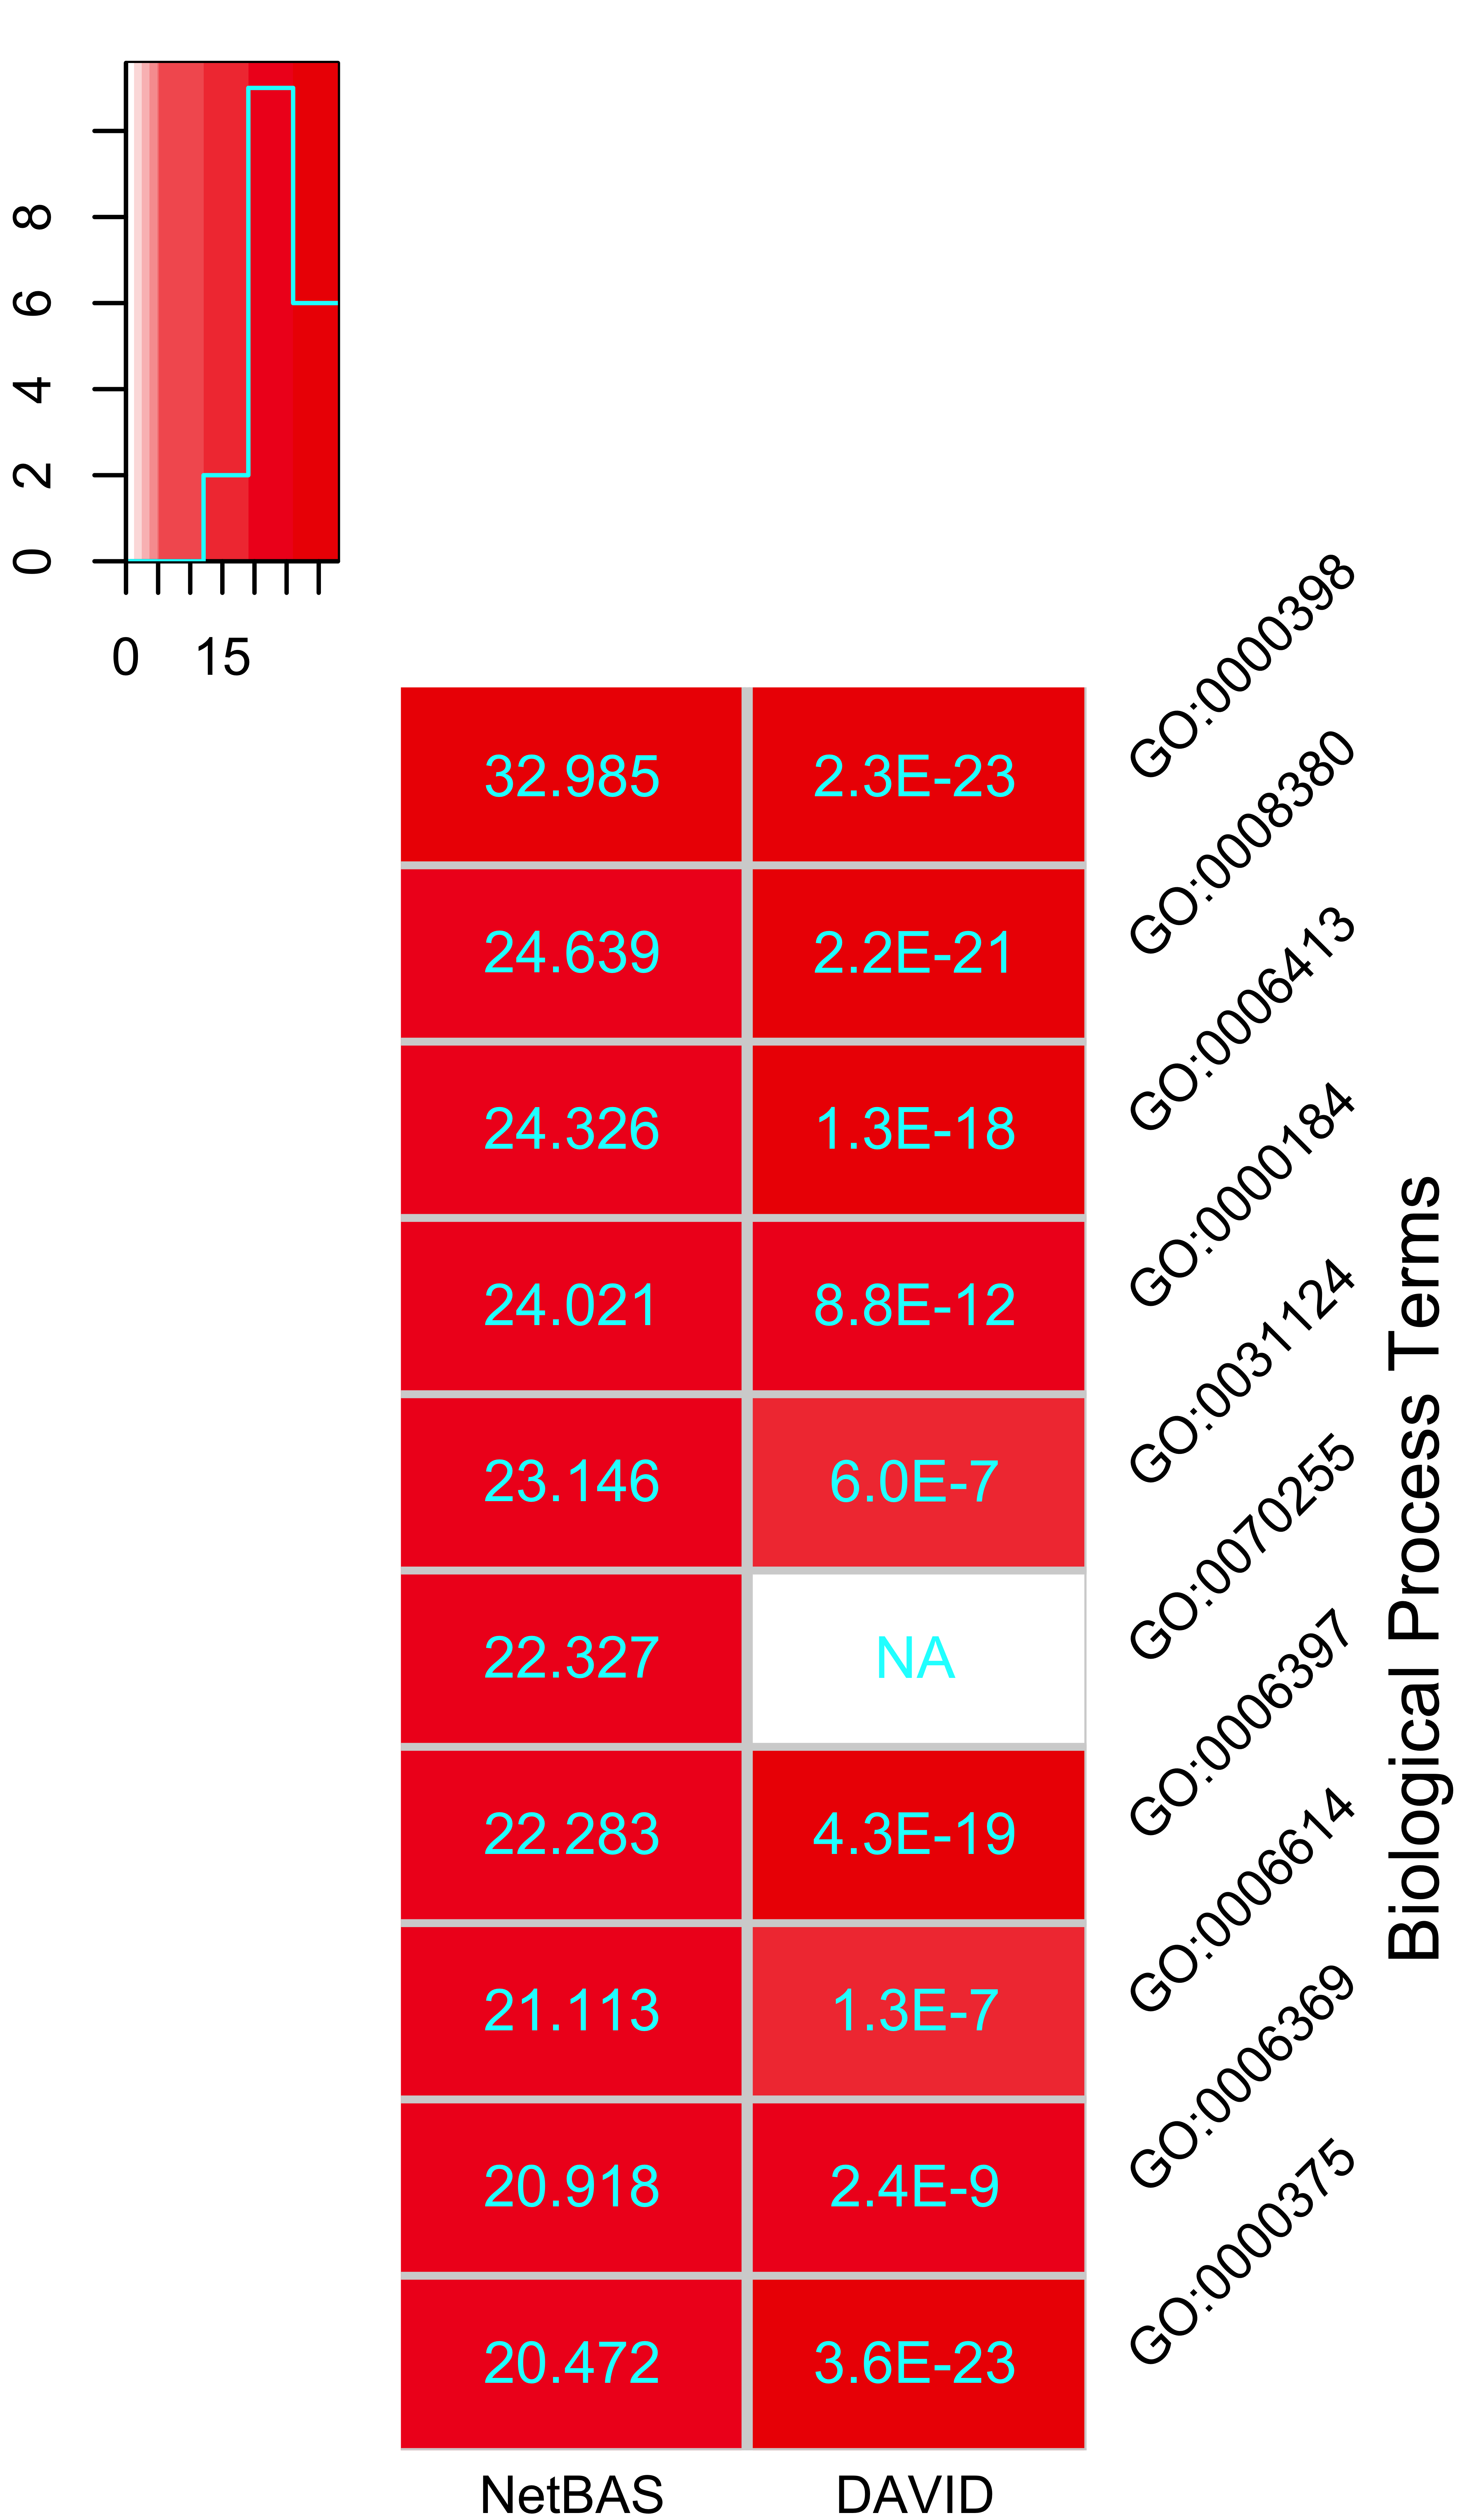 8
6
4
2
0
0 15
32.985 2.3E-23 GO:0000398
24.639 2.2E-21 GO:0008380
24.326 1.3E-18 GO:0006413
24.021 8.8E-12 GO:0000184
23.146 6.0E-7 GO:0031124
22.327 NA GO:0070255
22.283 4.3E-19 GO:0006397
21.113 1.3E-7 GO:0006614
20.918 2.4E-9 GO:0006369
20.472 3.6E-23 GO:0000375
Biological Process Terms
NetBAS DAVID